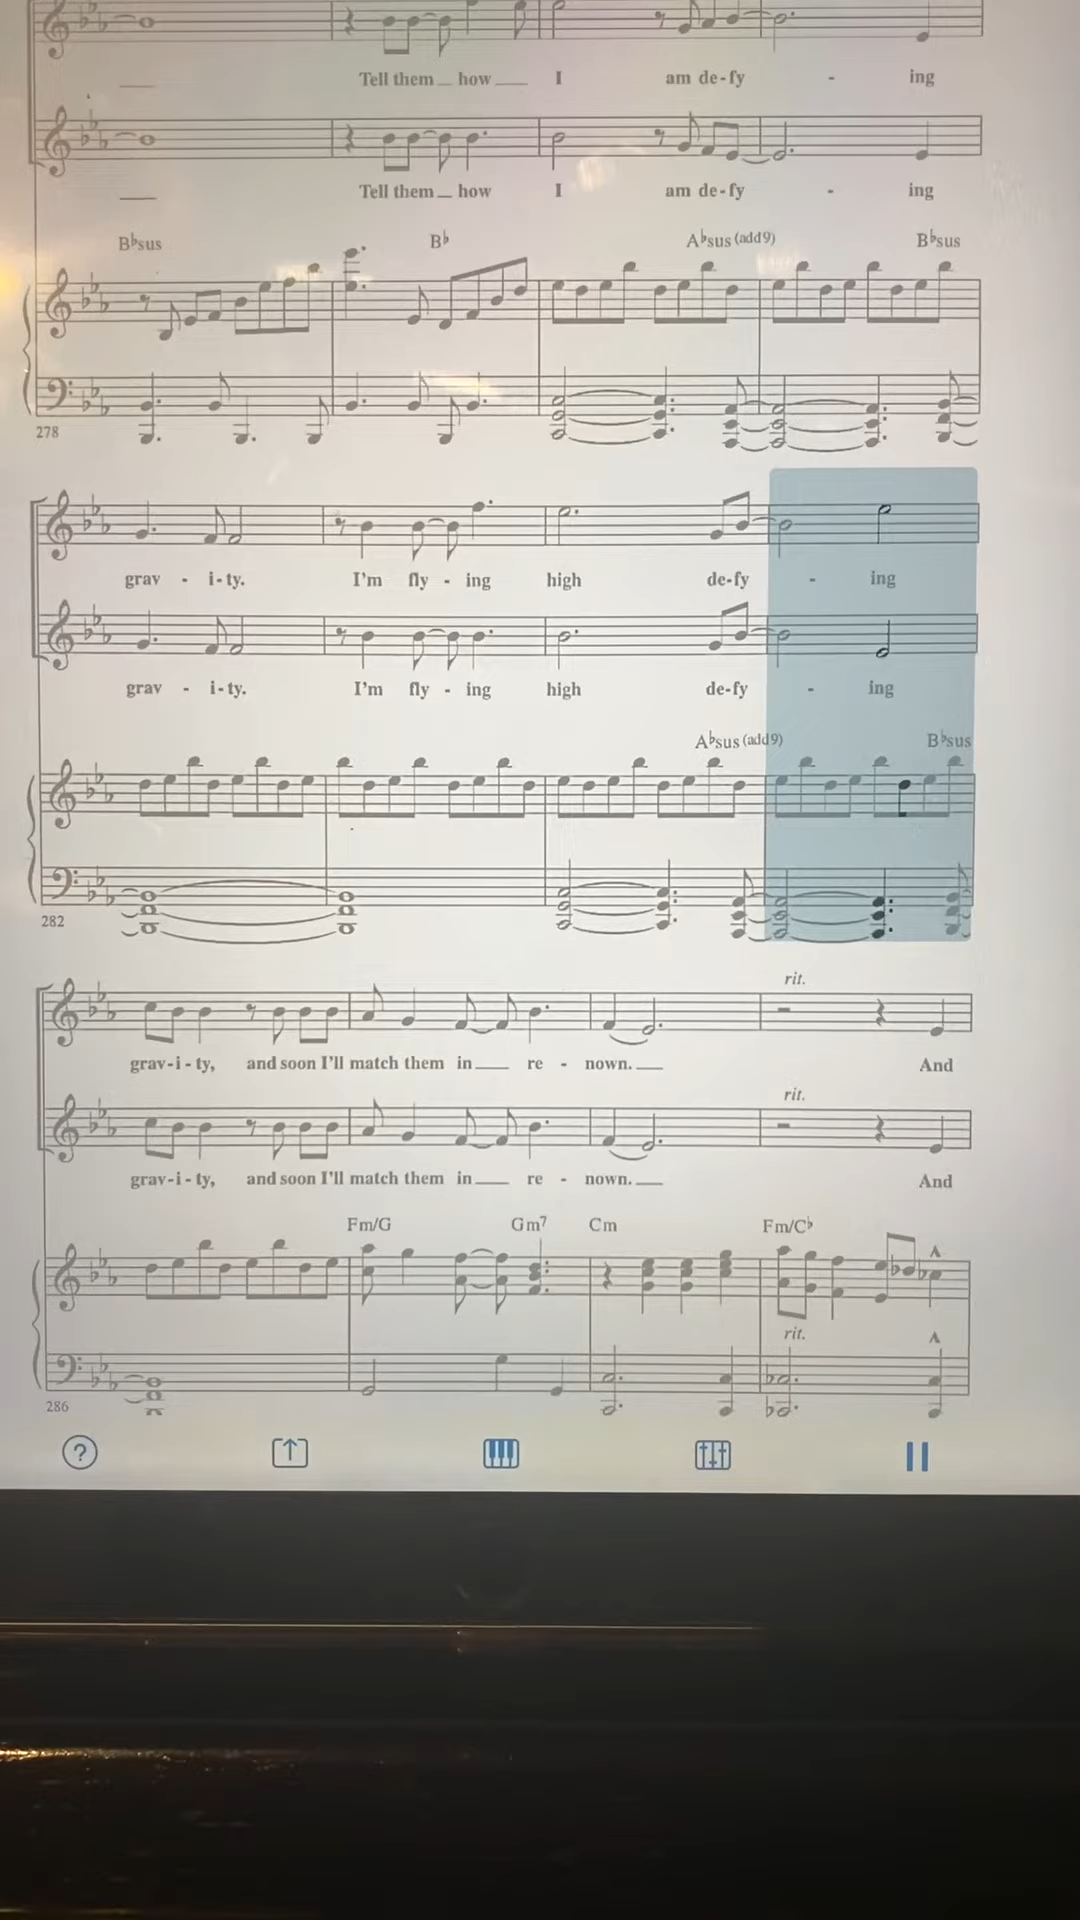 Tell them how I am de-fy - ing
Tell them how I am de-fy - ing
B♭sus B♭ A♭sus (add9) B♭sus
278
grav - i-ty. I'm fly - ing high de-fy - ing
grav - i-ty. I'm fly - ing high de-fy - ing
A♭sus (add9) B♭sus
282
rit.
grav-i-ty, and soon I'll match them in re - nown. And
rit.
grav-i-ty, and soon I'll match them in re - nown. And
Fm/G Gm7 Cm Fm/C♭
rit.
286
?